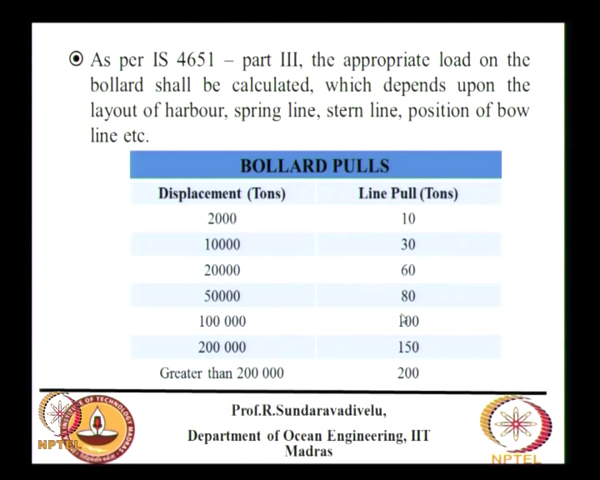 As per IS 4651 – part III, the appropriate load on the
bollard shall be calculated, which depends upon the
layout of harbour, spring line, stern line, position of bow
line etc.
BOLLARD PULLS
Displacement (Tons) Line Pull (Tons)
2000 10
10000 30
20000 60
50000 80
100 000 100
200 000 150
Greater than 200 000 200
Prof.R.Sundaravadivelu,
Department of Ocean Engineering, IIT
Madras
NPTEL
NPTEL